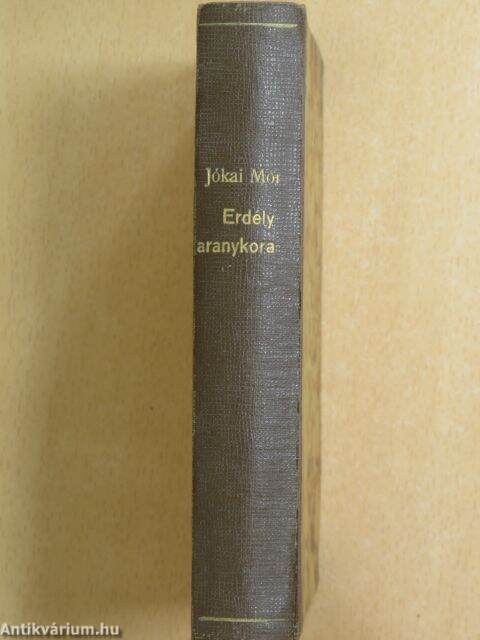 Jókai Mór
Erdély
aranykora
Antikvárium.hu